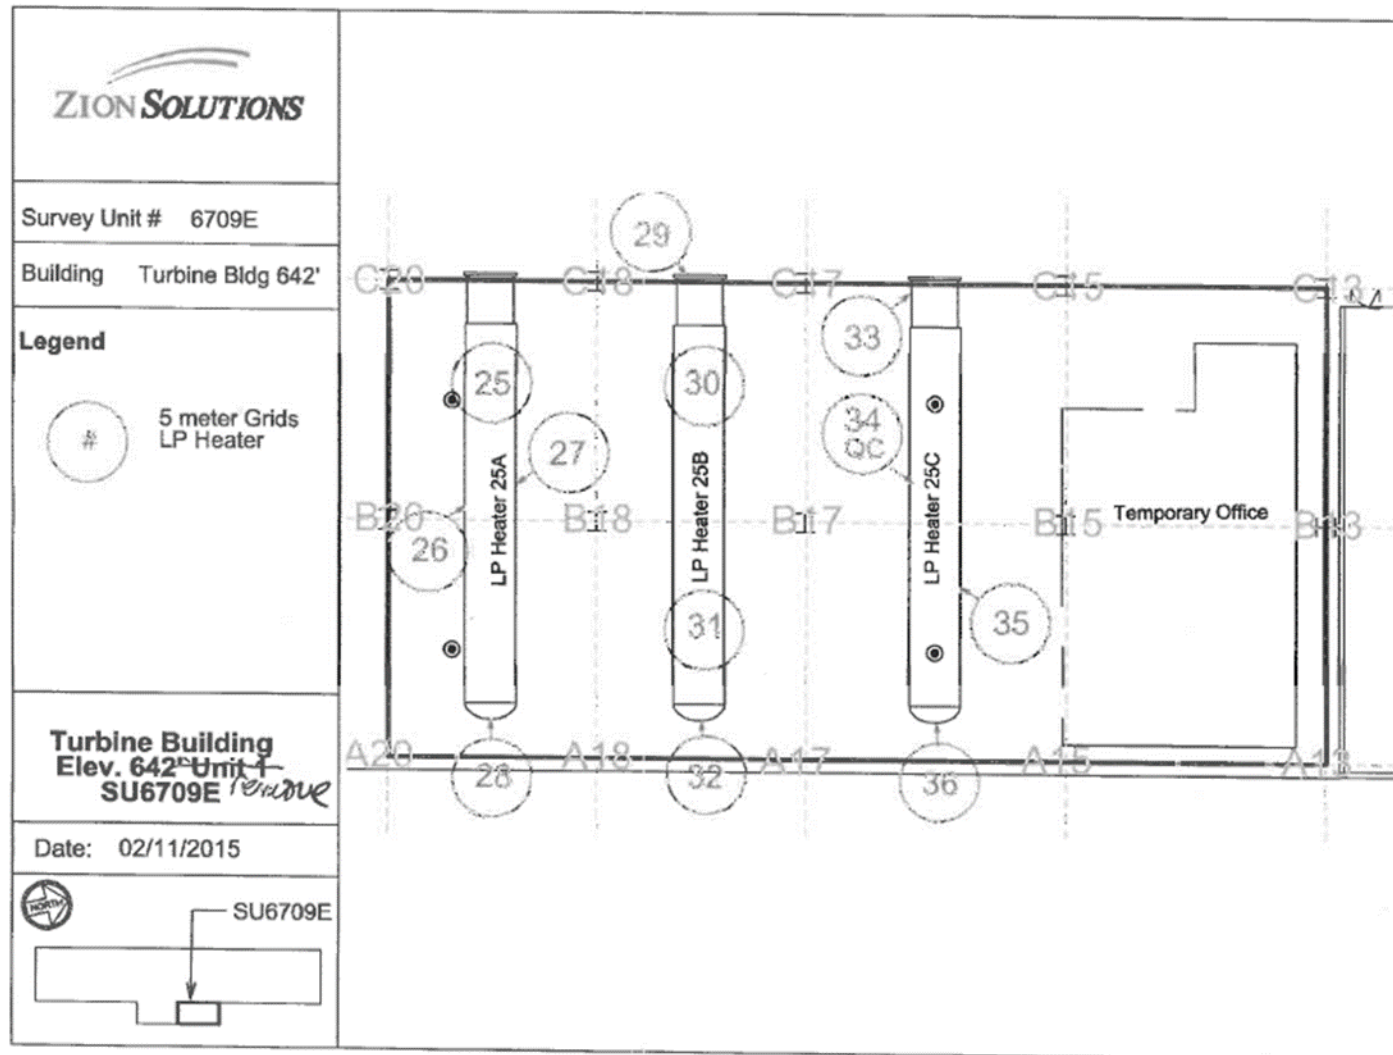 ZION SOLUTIONS
Survey Unit # 6709E
Building Turbine Bldg 642'
Legend
# 5 meter Grids
LP Heater
Turbine Building
Elev. 642' Unit 1
SU6709E remove
Date: 02/11/2015
NORTH
SU6709E
29
C20 C18 C17 C15 C13
33
25 30
34
QC
27
LP Heater 25A
LP Heater 25B
LP Heater 25C
Temporary Office
B20 B18 B17 B15 B13
26
31 35
A20 A18 A17 A15 A13
28 32 36